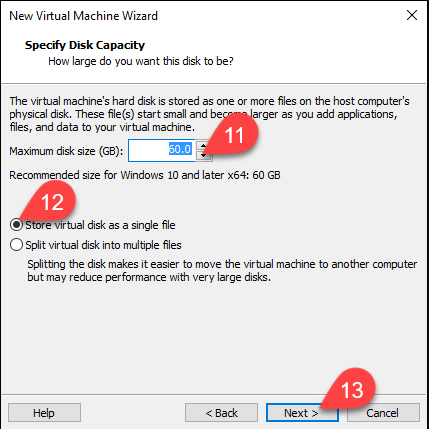 New Virtual Machine Wizard
Specify Disk Capacity
How large do you want this disk to be?
The virtual machine's hard disk is stored as one or more files on the host computer's
physical disk. These file(s) start small and become larger as you add applications,
files, and data to your virtual machine.
11
Maximum disk size (GB): 60.0
Recommended size for Windows 10 and later x64: 60 GB
12
Store virtual disk as a single file
Split virtual disk into multiple files
Splitting the disk makes it easier to move the virtual machine to another computer
but may reduce performance with very large disks.
13
Help < Back Next > Cancel